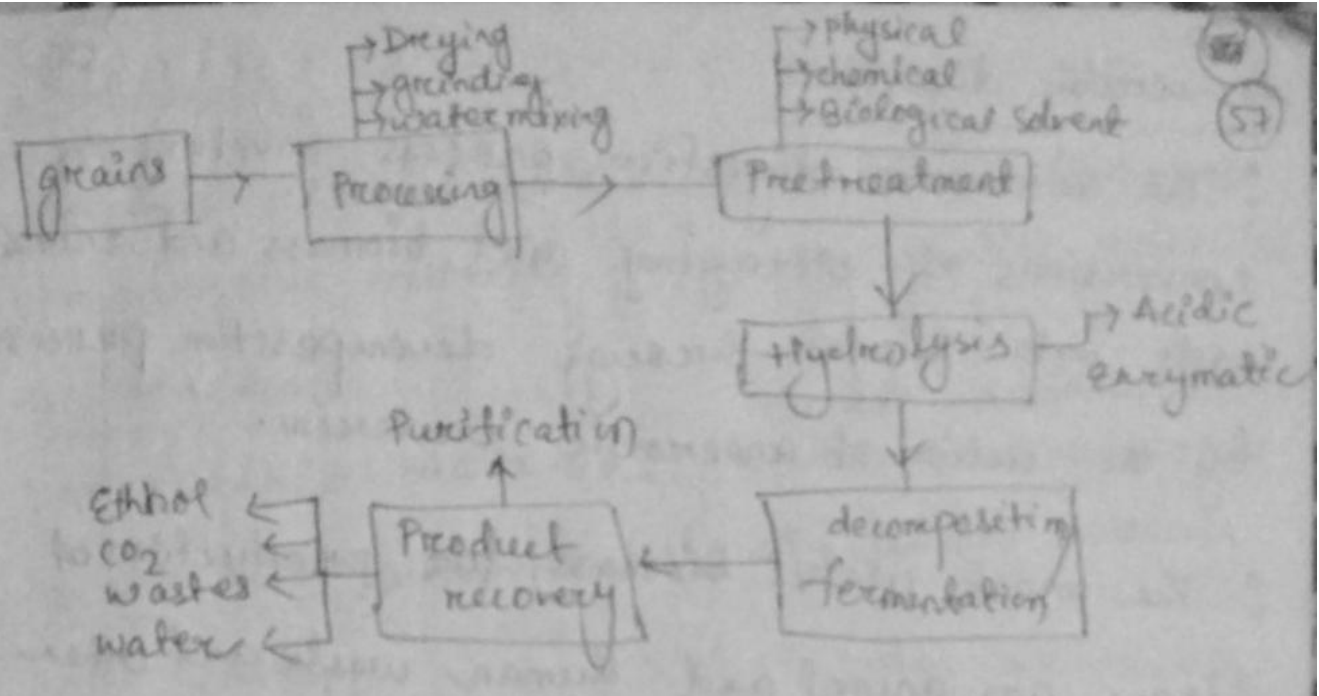 Dreying
grinding
water mixing
physical
chemical
Biological solvent
57
grains
Processing
Pretreatment
Hydrolysis
Acidic
enzymatic
Purification
Ethnol
CO2
wastes
water
Product
recovery
decomposition/
fermentation